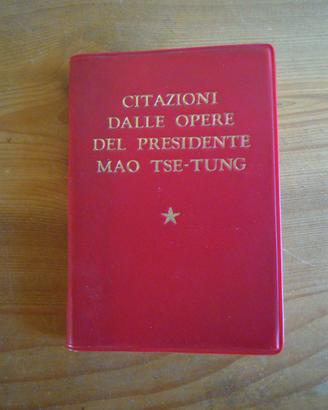 CITAZIONI
DALLE OPERE
DEL PRESIDENTE
MAO TSE-TUNG